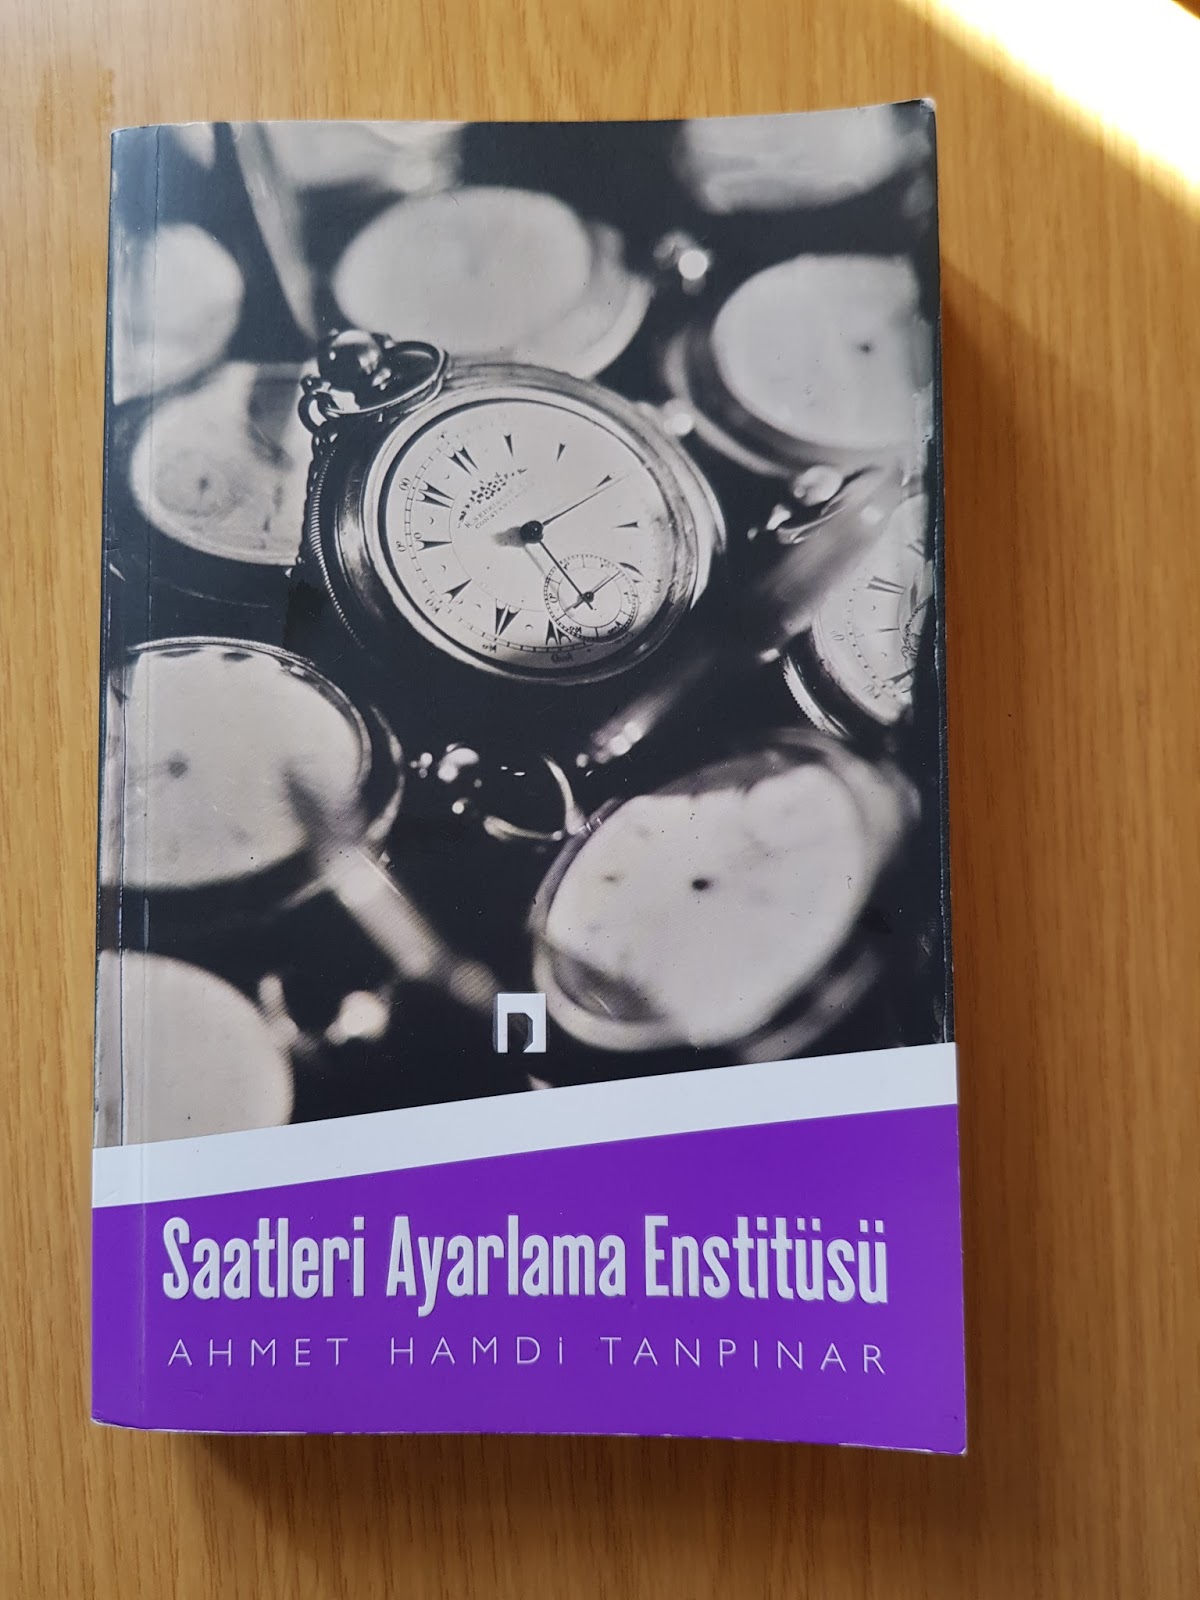 Saatleri Ayarlama Enstitüsü
AHMET HAMDİ TANPINAR